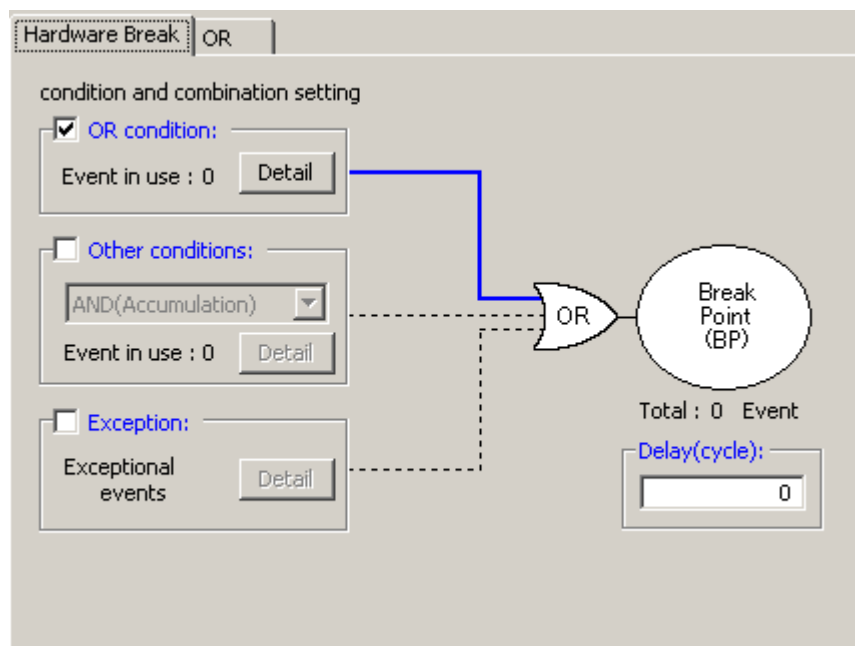 Hardware Break OR
condition and combination setting
OR condition:
Event in use : 0 Detail
Other conditions:
AND(Accumulation)
Event in use : 0 Detail
Exception:
Exceptional
events
Detail
OR
Break
Point
(BP)
Total : 0 Event
Delay(cycle):
0